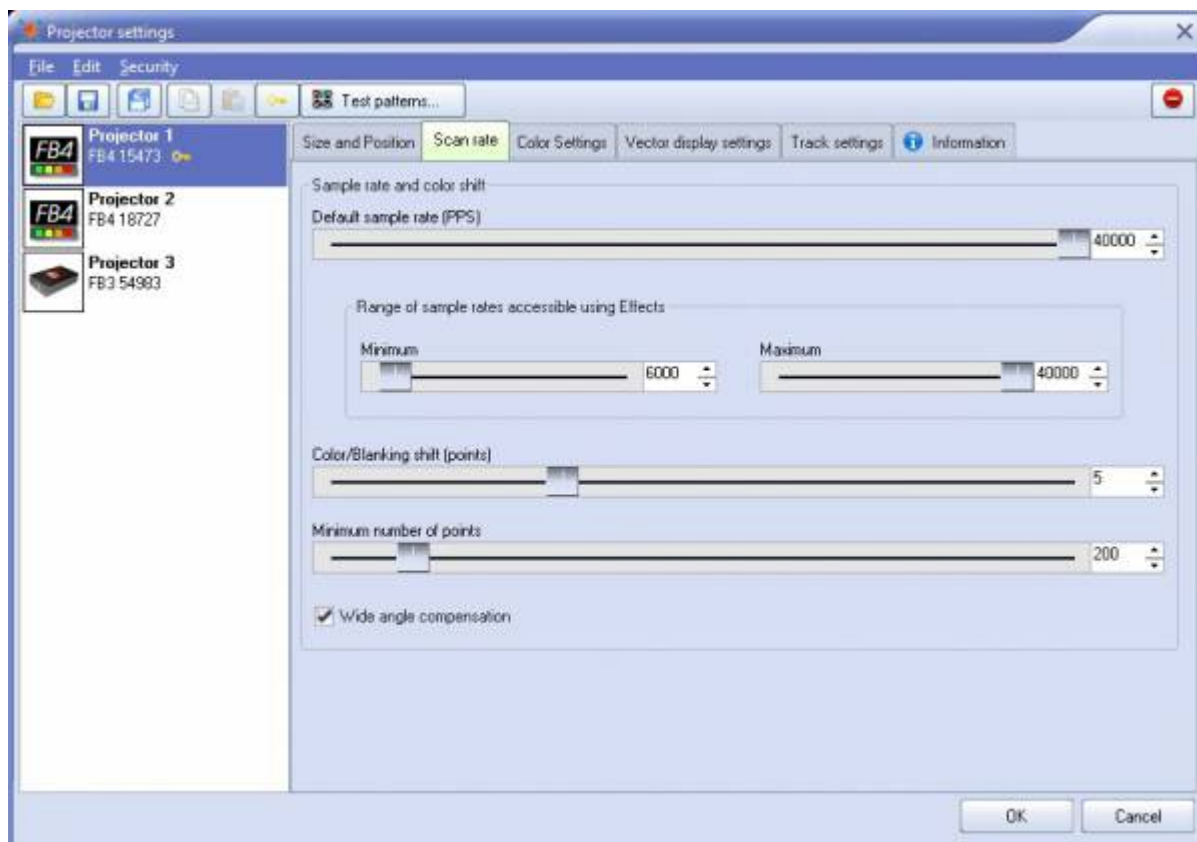 Projector settings
File Edit Security
Test patterns...
FB4
Projector 1
FB4 15473
FB4
Projector 2
FB4 18727
Projector 3
FB3 54983
Size and Position Scan rate Color Settings Vector display settings Track settings Information
Sample rate and color shift
Default sample rate (PPS)
40000
Range of sample rates accessible using Effects
Minimum Maximum
6000 40000
Color/Blanking shift (points)
5
Minimum number of points
200
Wide angle compensation
OK Cancel